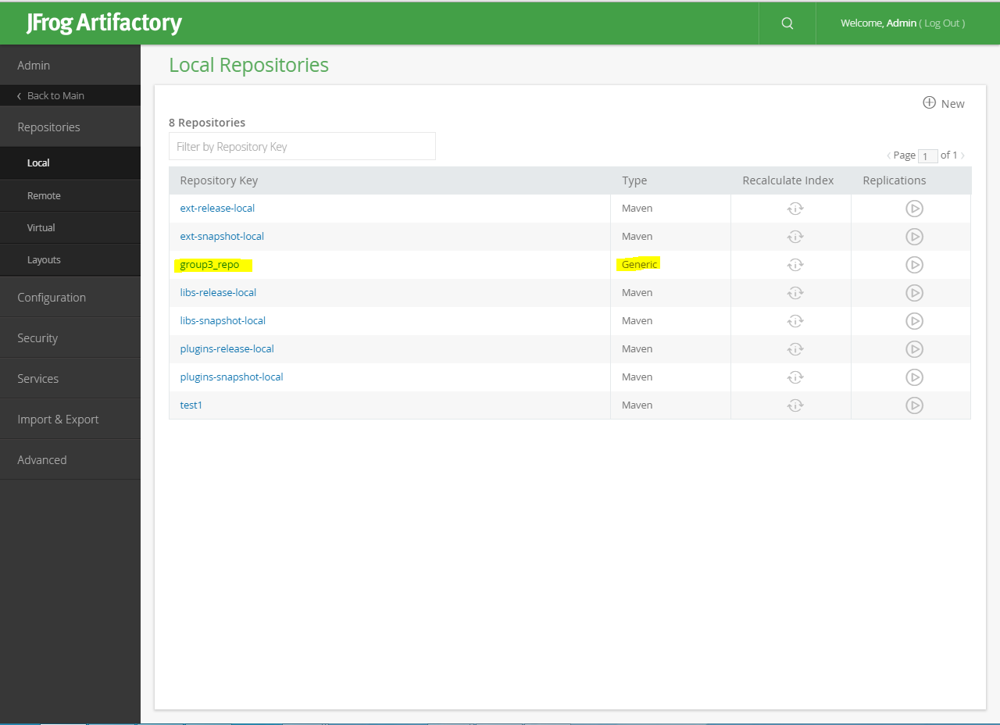 JFrog Artifactory
Welcome, Admin ( Log Out )
Admin
Back to Main
Repositories
Local
Remote
Virtual
Layouts
Configuration
Security
Services
Import & Export
Advanced
Local Repositories
New
8 Repositories
Filter by Repository Key
Page 1 of 1
Repository Key Type Recalculate Index Replications
ext-release-local Maven
ext-snapshot-local Maven
group3_repo Generic
libs-release-local Maven
libs-snapshot-local Maven
plugins-release-local Maven
plugins-snapshot-local Maven
test1 Maven